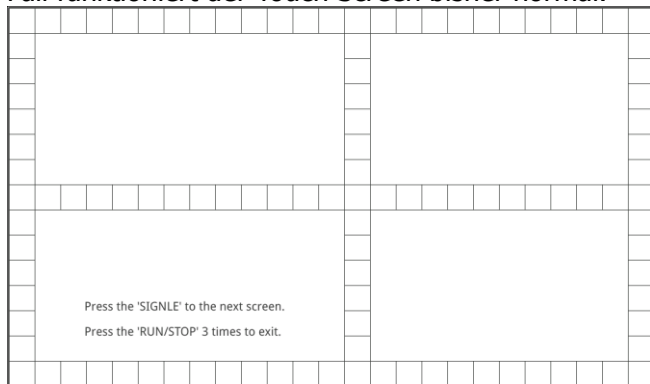 Fall funktioniert der Touch Screen bisher normal.
Press the 'SIGNLE' to the next screen.
Press the 'RUN/STOP' 3 times to exit.